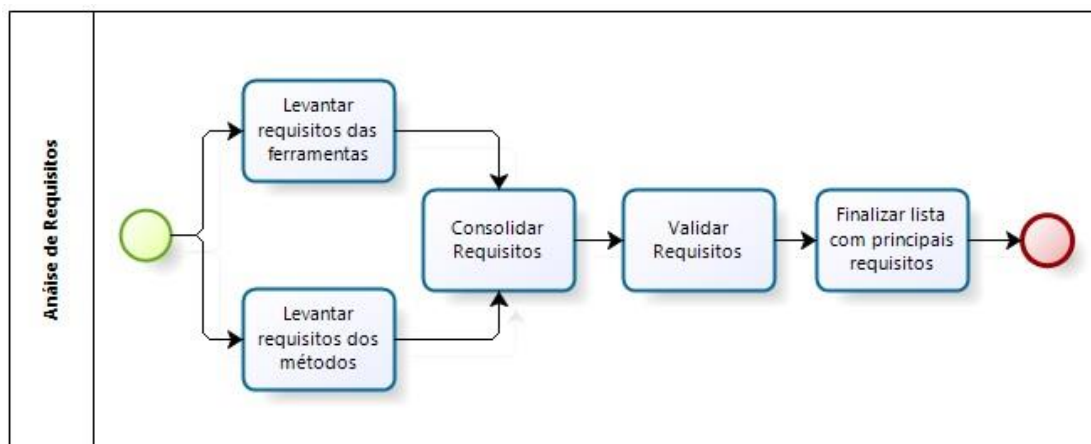 Anáise de Requisitos
Levantar
requisitos das
ferramentas
Levantar
requisitos dos
métodos
Consolidar
Requisitos
Validar
Requisitos
Finalizar lista
com principais
requisitos